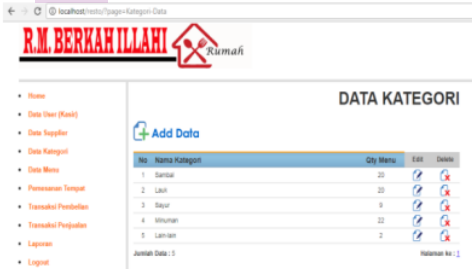 localhost/resto/?page=Kategori-Data
R.M. BERKAH ILLAHI
Rumah
Home
Data User (Kasir)
Data Supplier
Data Kategori
Data Menu
Pemesanan Tempat
Transaksi Pembelian
Transaksi Penjualan
Laporan
Logout
DATA KATEGORI
Add Data
No Nama Kategori Qty Menu Edit Delete
1 Sambal 20
2 Lauk 20
3 Sayur 9
4 Minuman 22
5 Lain-lain 2
Jumlah Data : 5 Halaman ke : 1